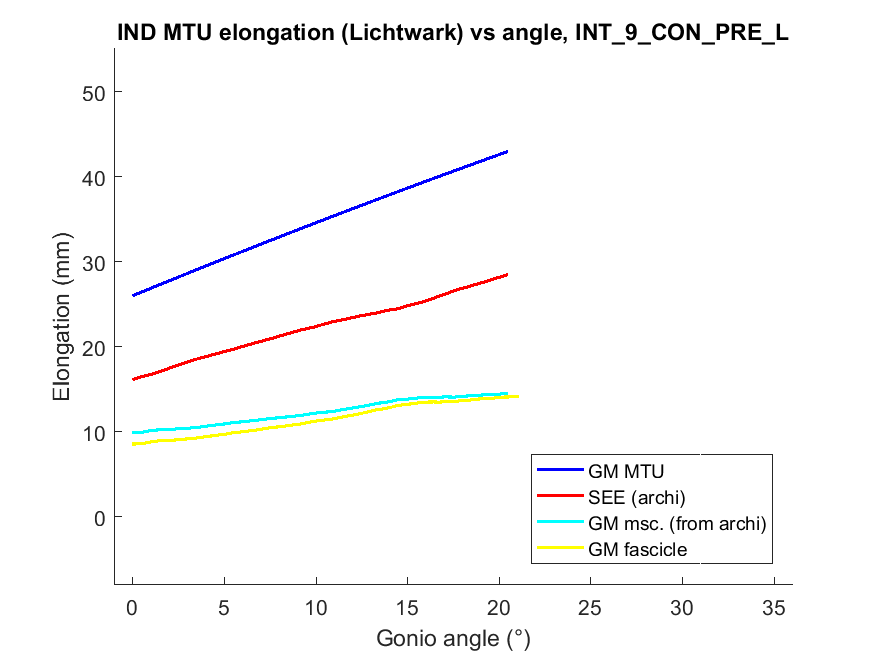 IND MTU elongation (Lichtwark) vs angle, INT_9_CON_PRE_L
Elongation (mm)
50
40
30
20
10
0
0 5 10 15 20 25 30 35
Gonio angle (°)
GM MTU
SEE (archi)
GM msc. (from archi)
GM fascicle